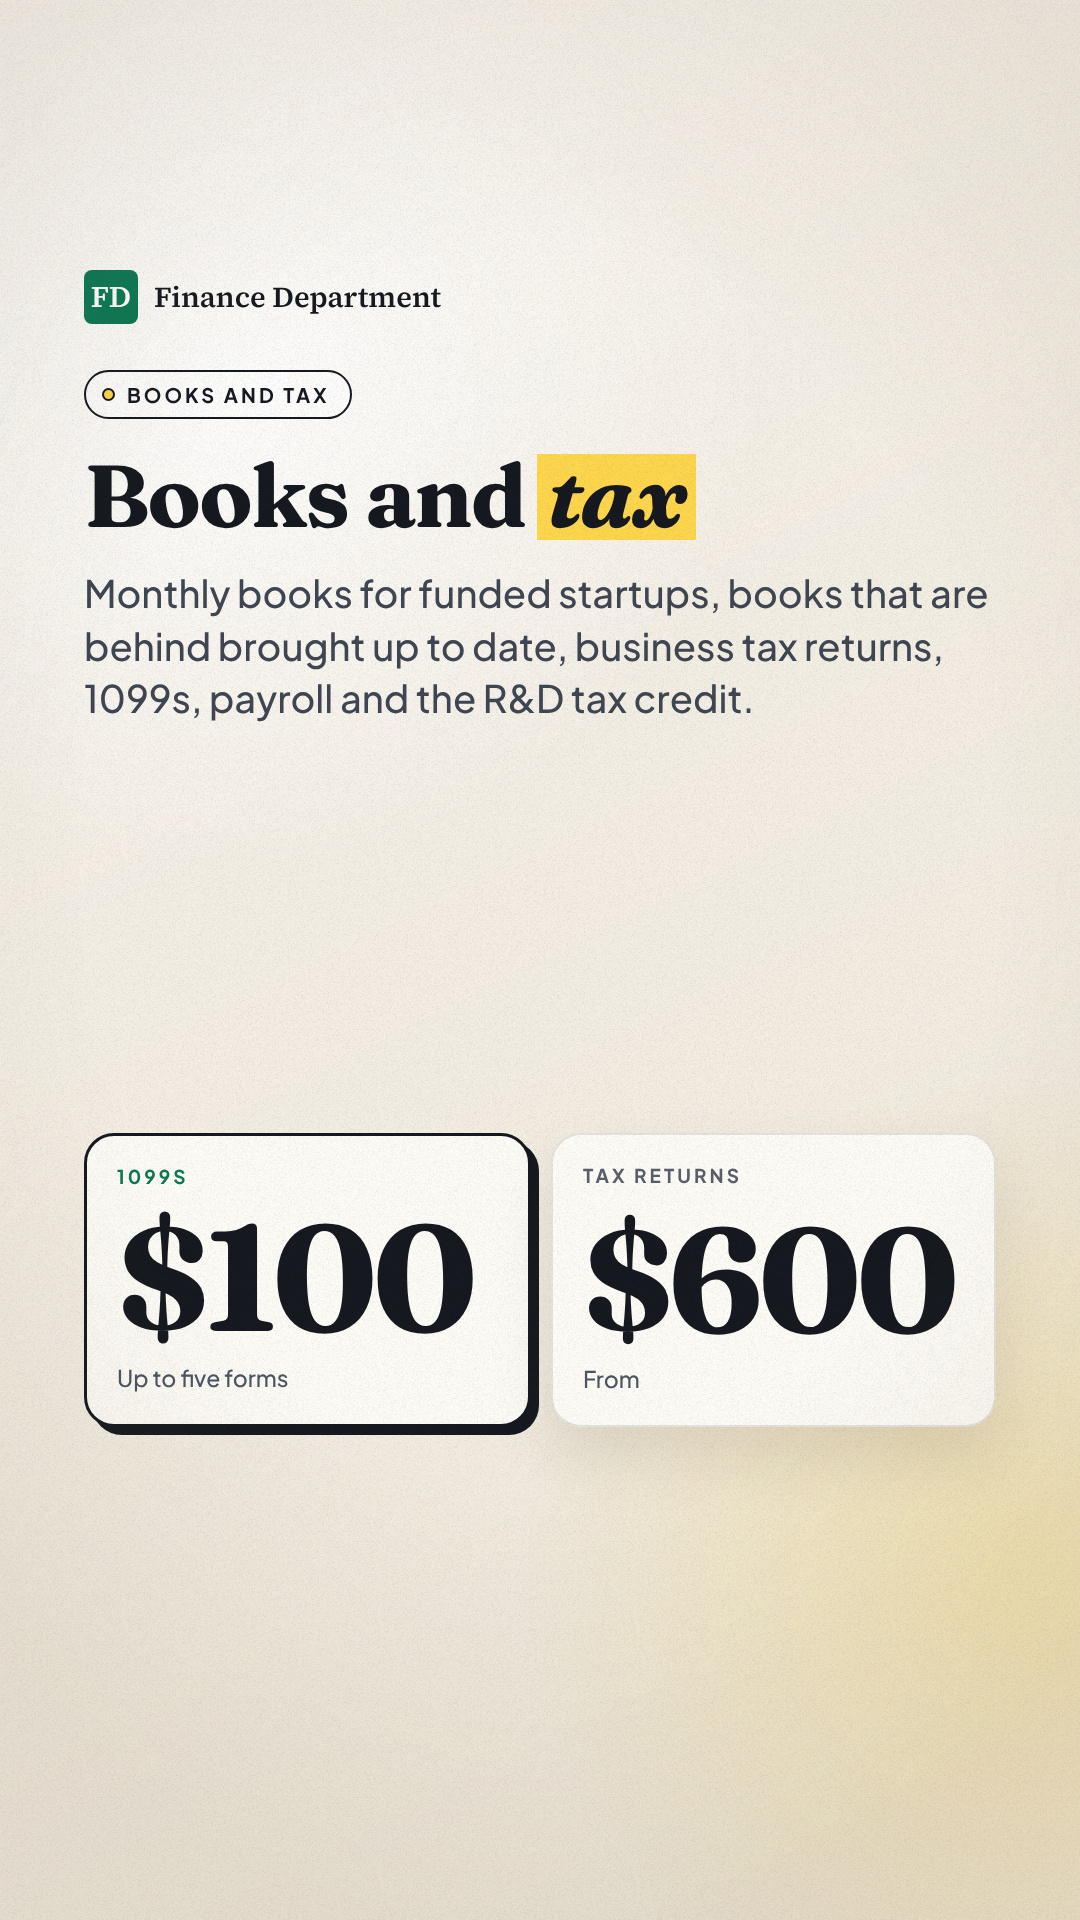 FD Finance Department
BOOKS AND TAX
Books and tax
Monthly books for funded startups, books that are
behind brought up to date, business tax returns,
1099s, payroll and the R&D tax credit.
1099S
$100
Up to five forms
TAX RETURNS
$600
From